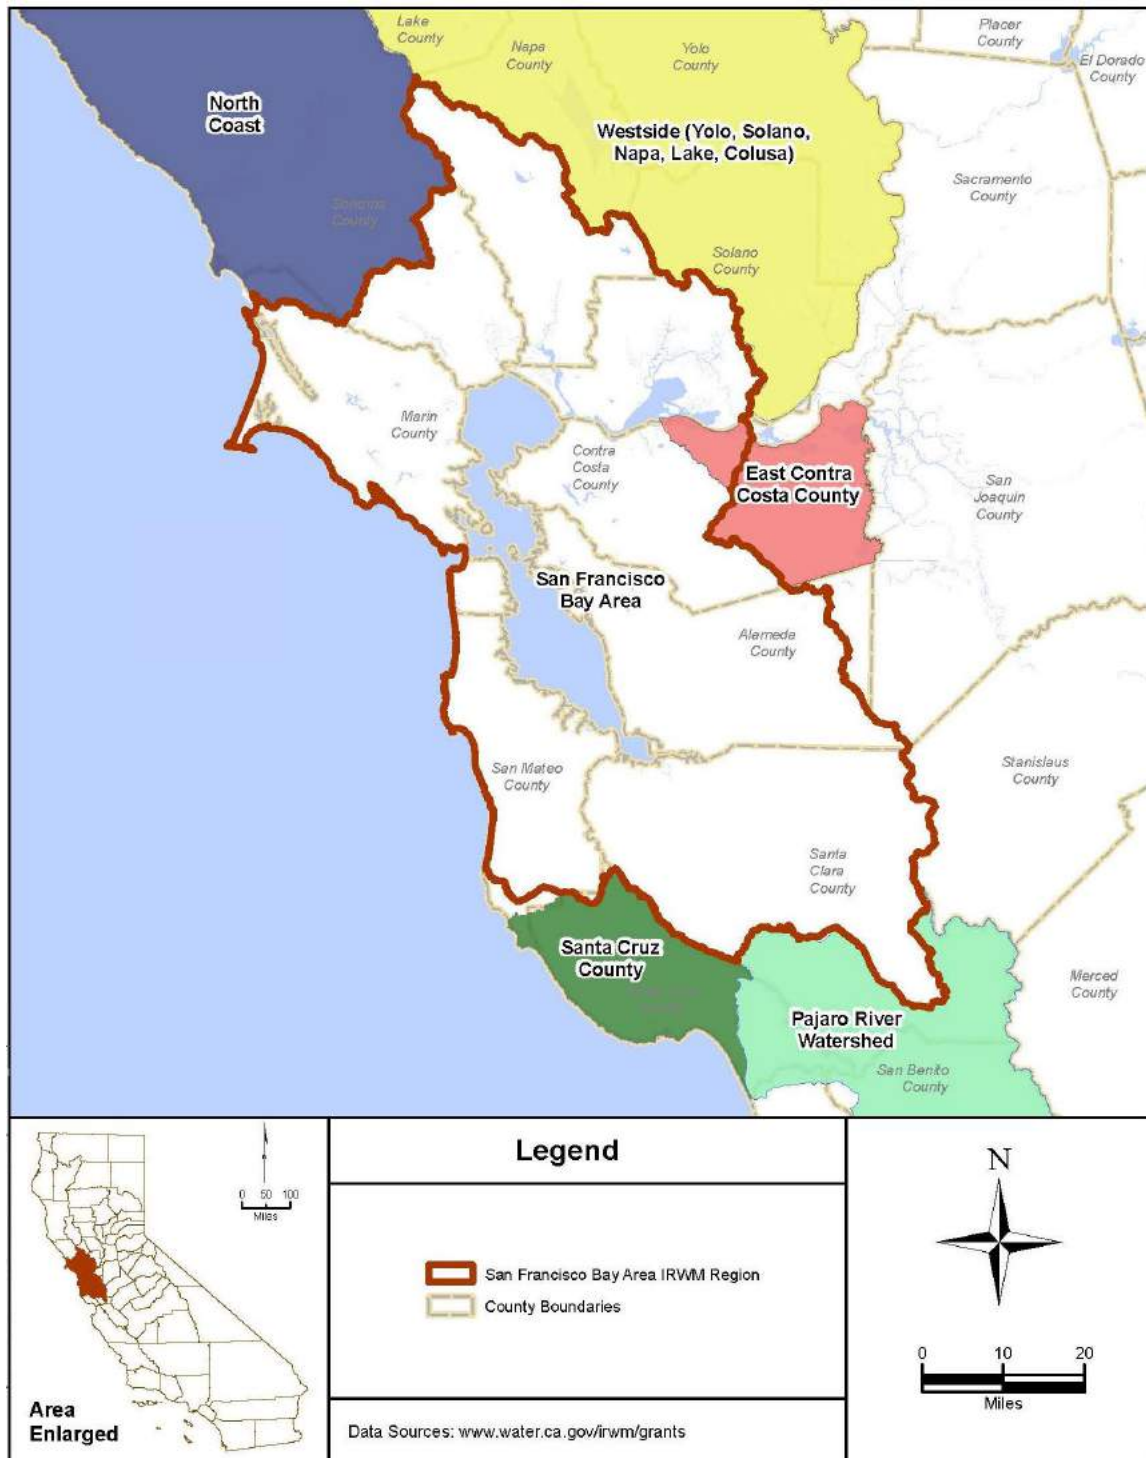 Lake
County
Napa
County
Yolo
County
Placer
County
El Dorado
County
North
Coast
Westside (Yolo, Solano,
Napa, Lake, Colusa)
Sacramento
County
Sonoma
County
Solano
County
Marin
County
Contra
Costa
County
East Contra
Costa County
San
Joaquin
County
San Francisco
Bay Area
Alameda
County
San Mateo
County
Stanislaus
County
Santa
Clara
County
Santa Cruz
County
Merced
County
Pajaro River
Watershed
San Benito
County
0 50 100
Miles
Area
Enlarged
Legend
San Francisco Bay Area IRWM Region
County Boundaries
Data Sources: www.water.ca.gov/irwm/grants
N
0 10 20
Miles